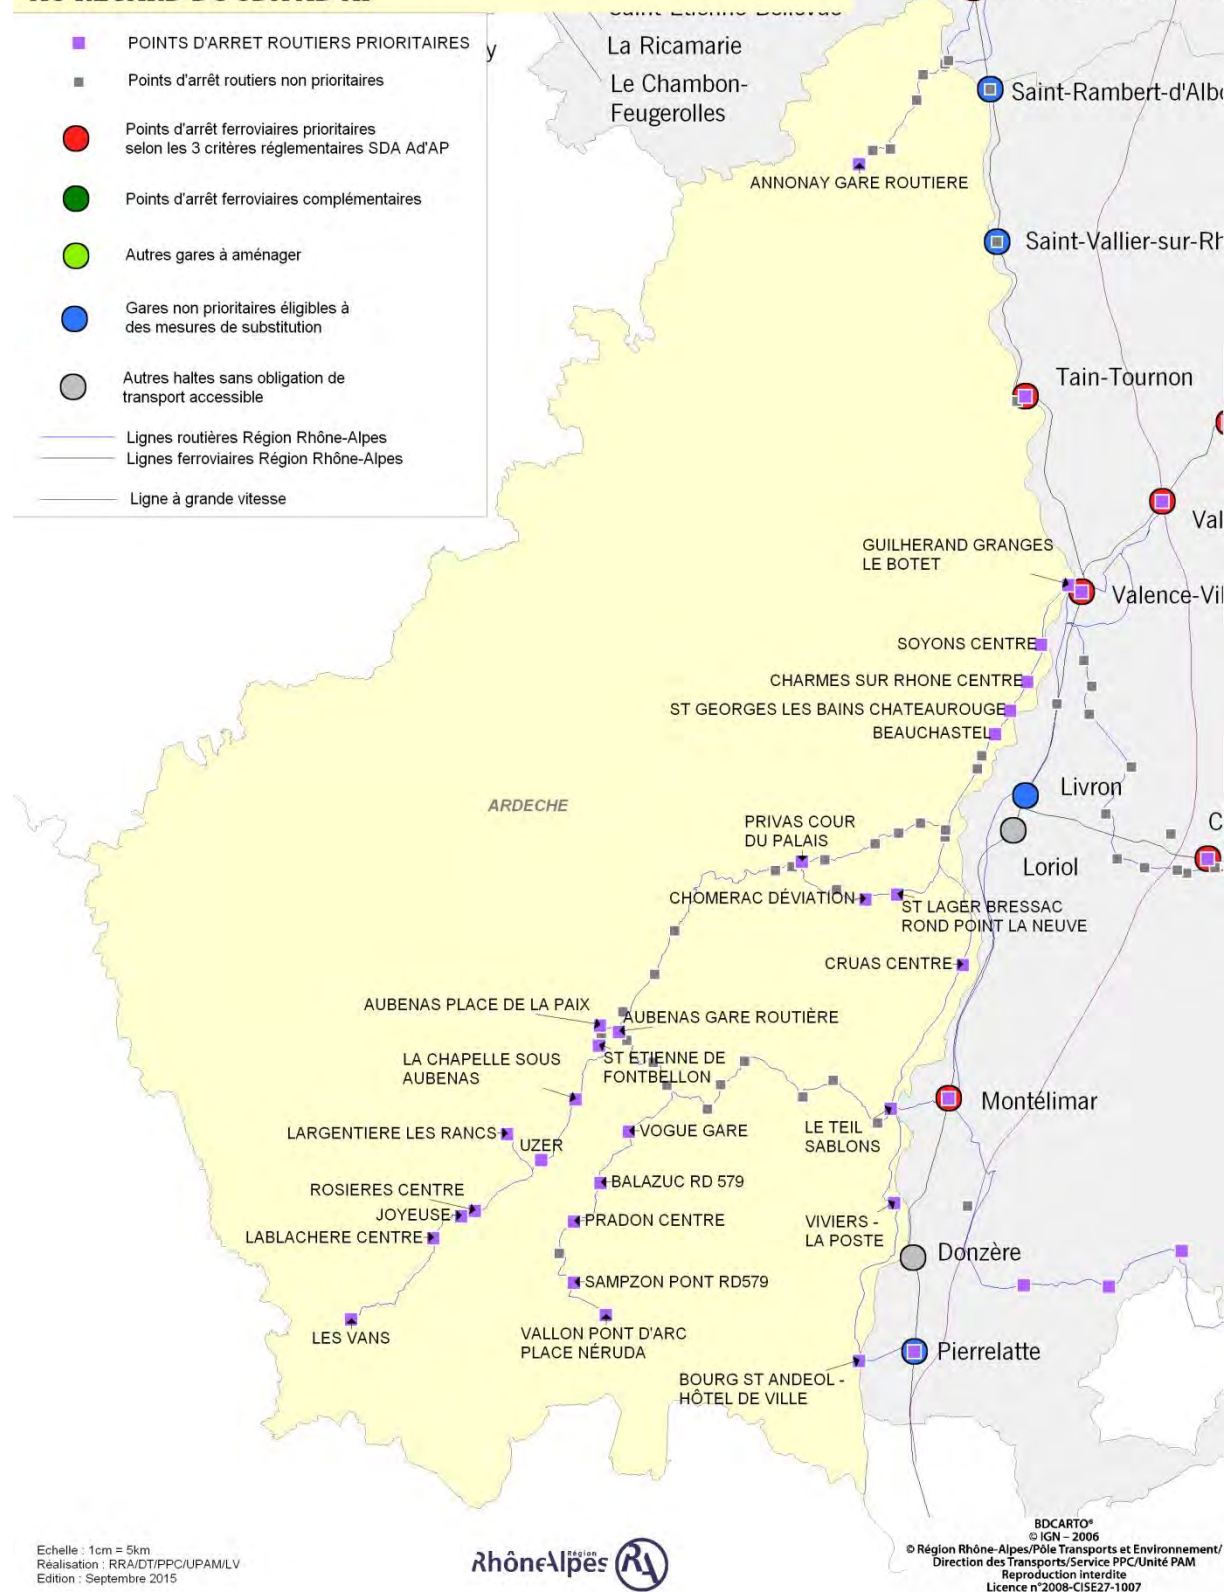 POINTS D'ARRET ROUTIERS PRIORITAIRES
Points d'arrêt routiers non prioritaires
Points d'arrêt ferroviaires prioritaires
selon les 3 critères réglementaires SDA Ad'AP
Points d'arrêt ferroviaires complémentaires
Autres gares à aménager
Gares non prioritaires éligibles à
des mesures de substitution
Autres haltes sans obligation de
transport accessible
Lignes routières Région Rhône-Alpes
Lignes ferroviaires Région Rhône-Alpes
Ligne à grande vitesse
y
La Ricamarie
Le Chambon-
Feugerolles
Saint-Rambert-d'Albo
ANNONAY GARE ROUTIERE
Saint-Vallier-sur-Rh
Tain-Tournon
Val
GUILHERAND GRANGES
LE BOTET
Valence-Vil
SOYONS CENTRE
CHARMES SUR RHONE CENTRE
ST GEORGES LES BAINS CHATEAUROUGE
BEAUCHASTEL
Livron
ARDECHE
C
PRIVAS COUR
DU PALAIS
Loriol
CHOMERAC DÉVIATION
ST LAGER BRESSAC
ROND POINT LA NEUVE
CRUAS CENTRE
AUBENAS PLACE DE LA PAIX
AUBENAS GARE ROUTIÈRE
LA CHAPELLE SOUS
AUBENAS
ST ETIENNE DE
FONTBELLON
Montélimar
LARGENTIERE LES RANCS
VOGUE GARE
LE TEIL
SABLONS
UZER
ROSIERES CENTRE
BALAZUC RD 579
JOYEUSE
PRADON CENTRE
VIVIERS -
LA POSTE
LABLACHERE CENTRE
Donzère
SAMPZON PONT RD579
LES VANS
VALLON PONT D'ARC
PLACE NÉRUDA
Pierrelatte
BOURG ST ANDEOL -
HÔTEL DE VILLE
Echelle : 1cm = 5km
Réalisation : RRA/DT/PPC/UPAM/LV
Edition : Septembre 2015
RhôneAlpes Région
RA
BDCARTO®
© IGN – 2006
© Région Rhône-Alpes/Pôle Transports et Environnement/
Direction des Transports/Service PPC/Unité PAM
Reproduction interdite
Licence n°2008-CISE27-1007